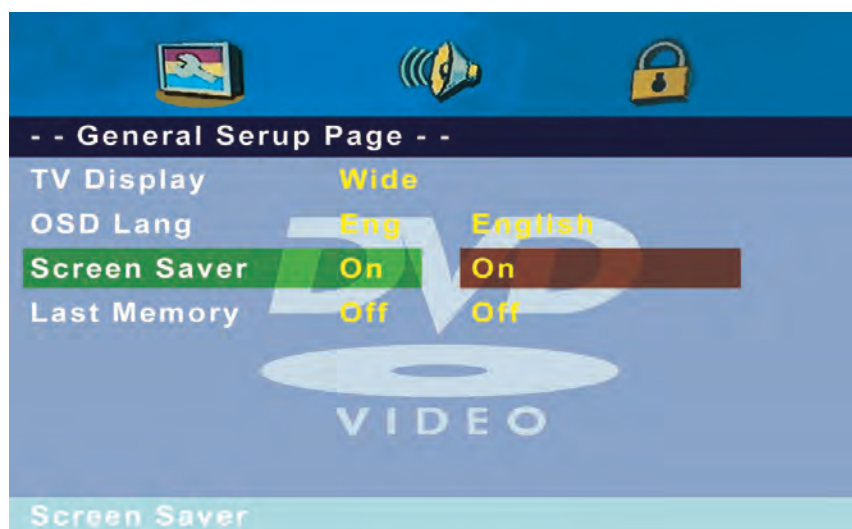 - - General Serup Page - -
TV Display Wide
OSD Lang Eng English
Screen Saver On On
Last Memory Off Off
DVD
VIDEO
Screen Saver